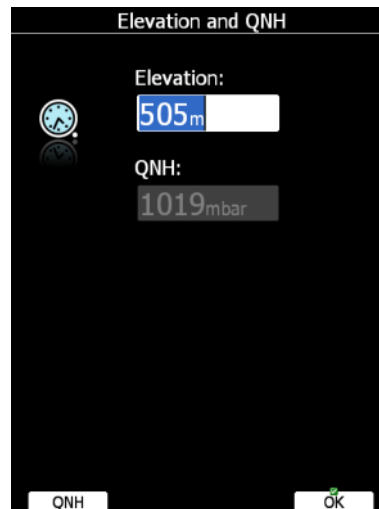 Elevation and QNH
Elevation:
505m
QNH:
1019mbar
QNH OK